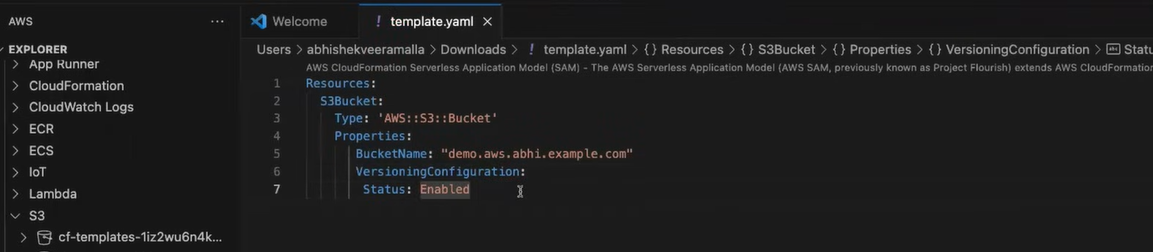 AWS ...
Welcome
! template.yaml ×
EXPLORER
Users > abhishekveeramalla > Downloads > ! template.yaml > {} Resources > {} S3Bucket > {} Properties > {} VersioningConfiguration > Statu
App Runner
CloudFormation
CloudWatch Logs
ECR
ECS
IoT
Lambda
S3
cf-templates-1iz2wu6n4k...
AWS CloudFormation Serverless Application Model (SAM) - The AWS Serverless Application Model (AWS SAM, previously known as Project Flourish) extends AWS CloudFormation
1 Resources:
2 S3Bucket:
3 Type: 'AWS::S3::Bucket'
4 Properties:
5 BucketName: "demo.aws.abhi.example.com"
6 VersioningConfiguration:
7 Status: Enabled